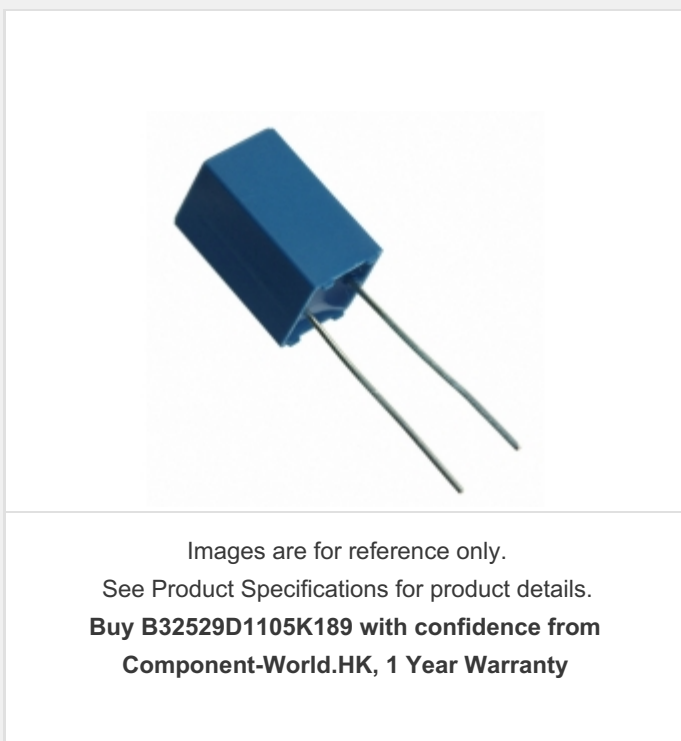 Images are for reference only.
See Product Specifications for product details.
Buy B32529D1105K189 with confidence from
Component-World.HK, 1 Year Warranty